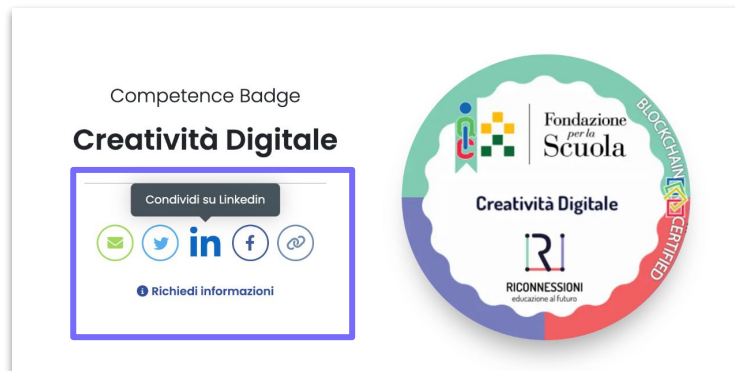 Competence Badge
Creatività Digitale
Condividi su Linkedin
in
f
Richiedi informazioni
Fondazione
per la
Scuola
Creatività Digitale
RICONNESSIONI
educazione al futuro
BLOCKCHAIN
CERTIFIED